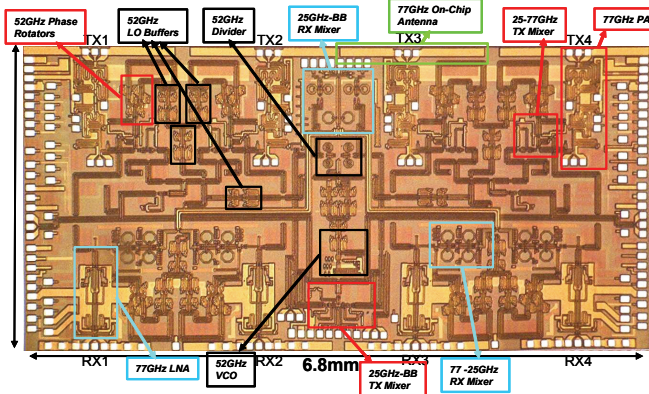 52GHz Phase
Rotators
TX1
52GHz
LO Buffers
52GHz
Divider
TX2
25GHz-BB
RX Mixer
77GHz On-Chip
Antenna
TX3
25-77GHz
TX Mixer
TX4
77GHz PA
RX1
77GHz LNA
52GHz
VCO
RX2
6.8mm
25GHz-BB
TX Mixer
RX3
77 -25GHz
RX Mixer
RX4